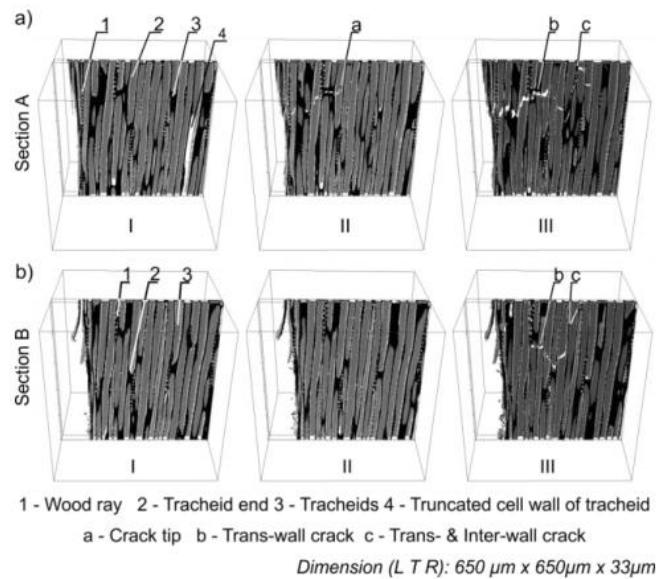 a) 1 2 3 4 a b c
Section A
I II III
b) 1 2 3 b c
Section B
I II III
1 - Wood ray 2 - Tracheid end 3 - Tracheids 4 - Truncated cell wall of tracheid
a - Crack tip b - Trans-wall crack c - Trans- & Inter-wall crack
Dimension (L T R): 650 µm x 650µm x 33µm